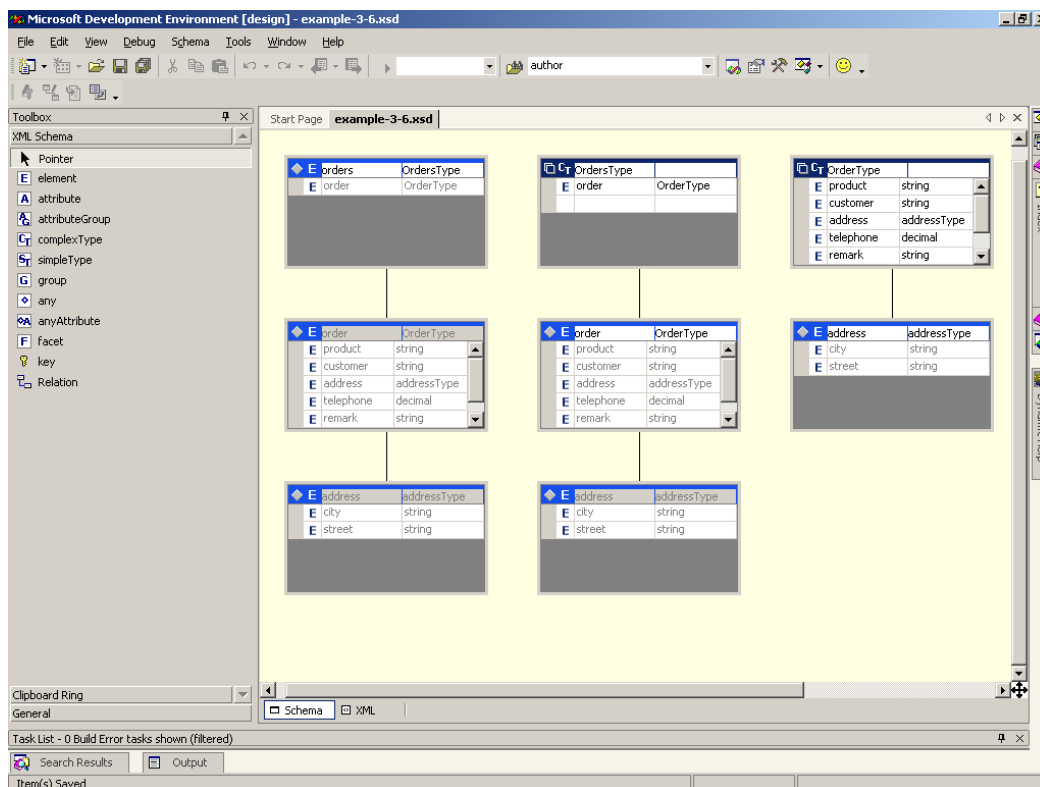 Microsoft Development Environment [design] - example-3-6.xsd
File Edit View Debug Schema Tools Window Help
author
Toolbox
Start Page example-3-6.xsd
XML Schema
Pointer
E element
A attribute
AG attributeGroup
CT complexType
ST simpleType
G group
any
anyAttribute
F facet
key
Relation
E orders OrdersType
E order OrderType
CT OrdersType
E order OrderType
CT OrderType
E product string
E customer string
E address addressType
E telephone decimal
E remark string
E order OrderType
E product string
E customer string
E address addressType
E telephone decimal
E remark string
E order OrderType
E product string
E customer string
E address addressType
E telephone decimal
E remark string
E address addressType
E city string
E street string
E address addressType
E city string
E street string
E address addressType
E city string
E street string
Clipboard Ring
General
Schema XML
Task List - 0 Build Error tasks shown (filtered)
Search Results Output
Item(s) Saved